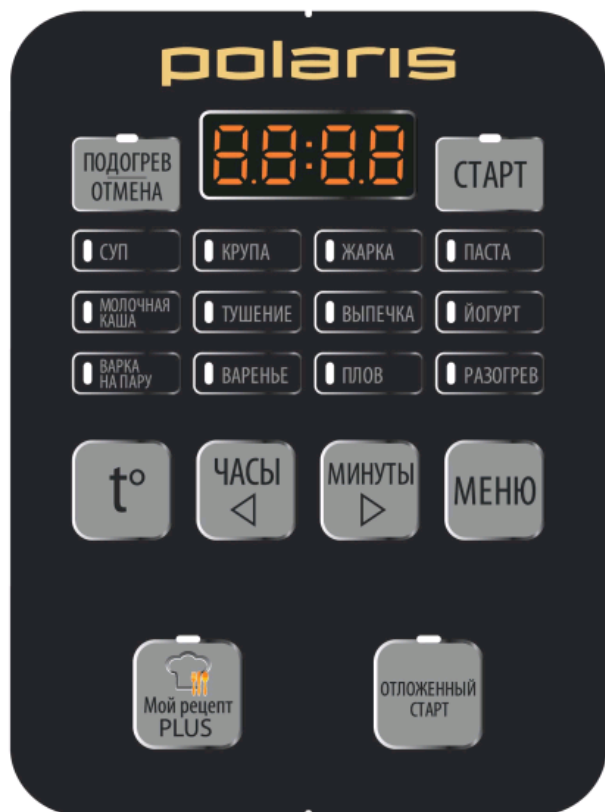 polaris
ПОДОГРЕВ
ОТМЕНА
88:88
СТАРТ
СУП
КРУПА
ЖАРКА
ПАСТА
МОЛОЧНАЯ
КАША
ТУШЕНИЕ
ВЫПЕЧКА
ЙОГУРТ
ВАРКА
НА ПАРУ
ВАРЕНЬЕ
ПЛОВ
РАЗОГРЕВ
t°
ЧАСЫ
МИНУТЫ
МЕНЮ
Мой рецепт
PLUS
ОТЛОЖЕННЫЙ
СТАРТ